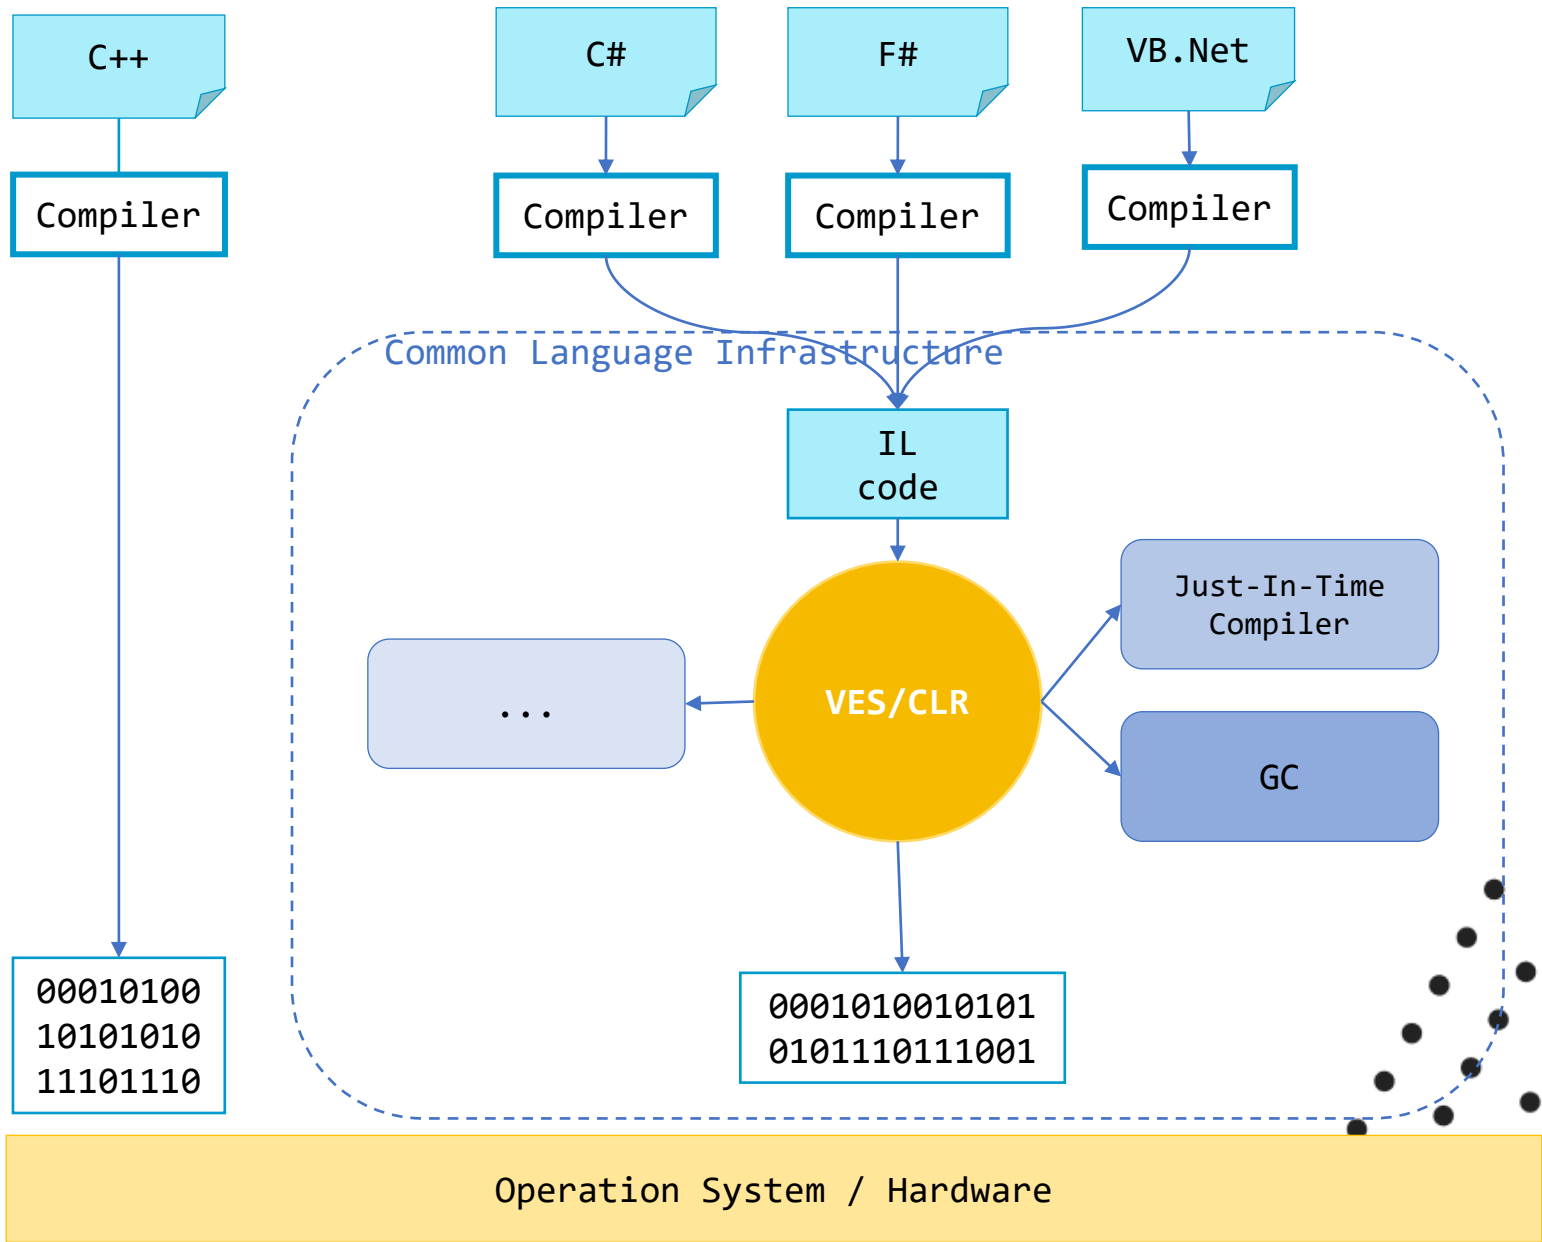 C++
C#
F#
VB.Net
Compiler
Compiler
Compiler
Compiler
Common Language Infrastructure
IL
code
Just-In-Time
Compiler
...
VES/CLR
GC
00010100
10101010
11101110
0001010010101
0101110111001
Operation System / Hardware